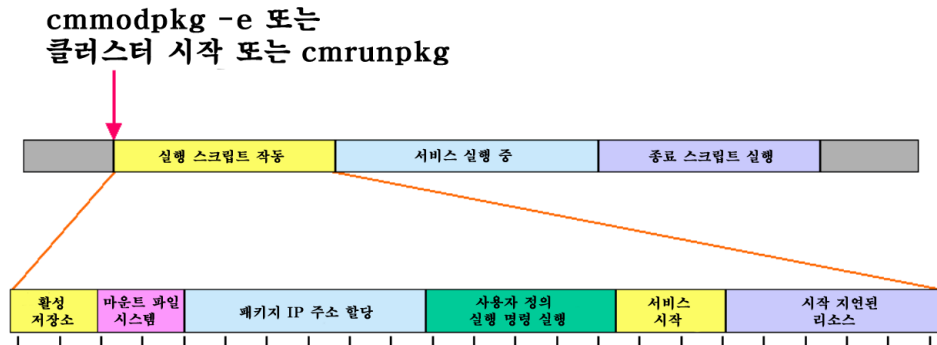 cmmodpkg -e 또는
클러스터 시작 또는 cmrunpkg
실행 스크립트 작동
서비스 실행 중
종료 스크립트 실행
활성
저장소
마운트 파일
시스템
패키지 IP 주소 할당
사용자 정의
실행 명령 실행
서비스
시작
시작 지연된
리소스